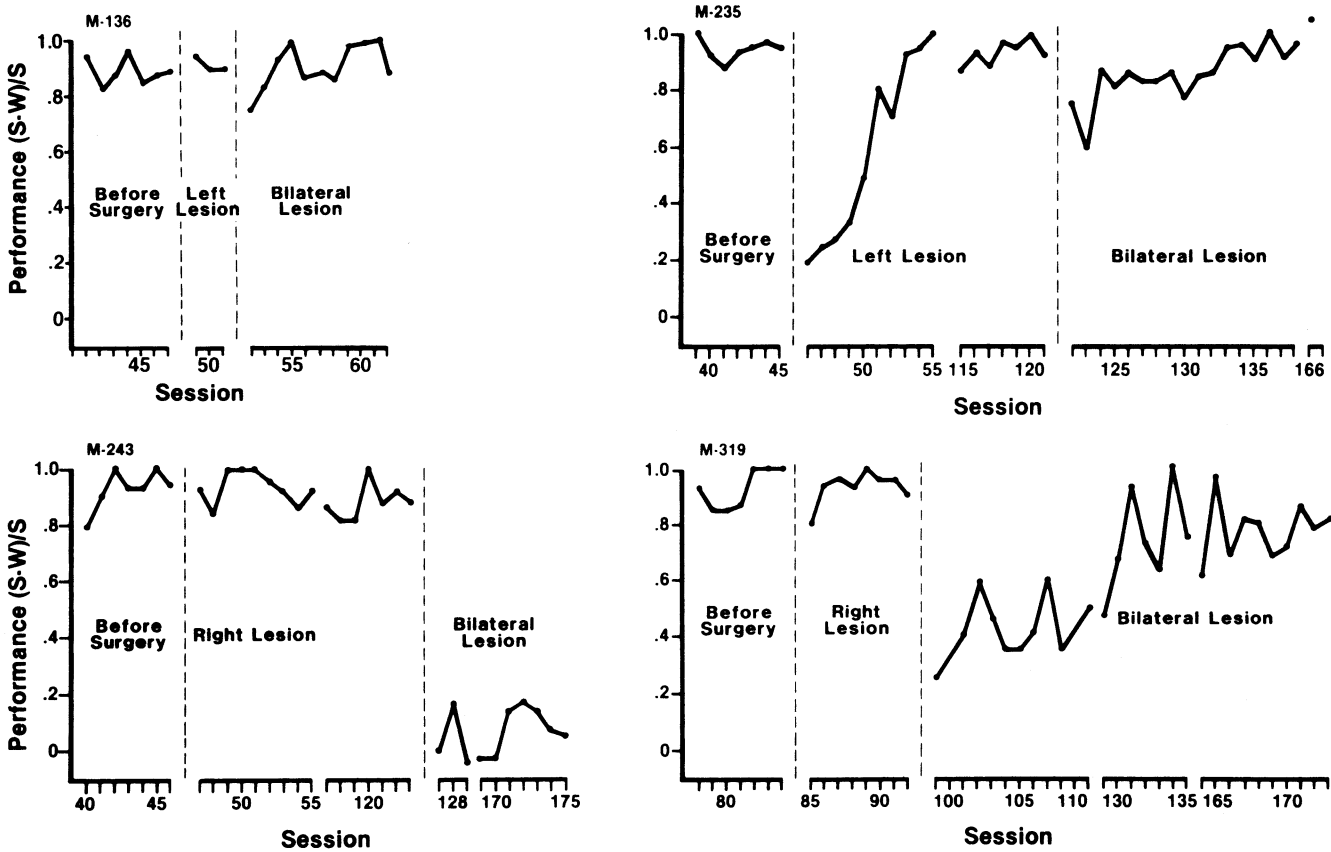 M-136
Performance (S-W)/S
1.0
.8
.6
.4
.2
0
Before
Surgery
Left
Lesion
Bilateral
Lesion
45 50 55 60
Session
M-235
1.0
.8
.6
.4
.2
0
Before
Surgery
Left Lesion
Bilateral Lesion
40 45 50 55 115 120 125 130 135 166
Session
M-243
Performance (S-W)/S
1.0
.8
.6
.4
.2
0
Before
Surgery
Right Lesion
Bilateral
Lesion
40 45 50 55 120 128 170 175
Session
M-319
1.0
.8
.6
.4
.2
0
Before
Surgery
Right
Lesion
Bilateral Lesion
80 85 90 100 105 110 130 135 165 170
Session